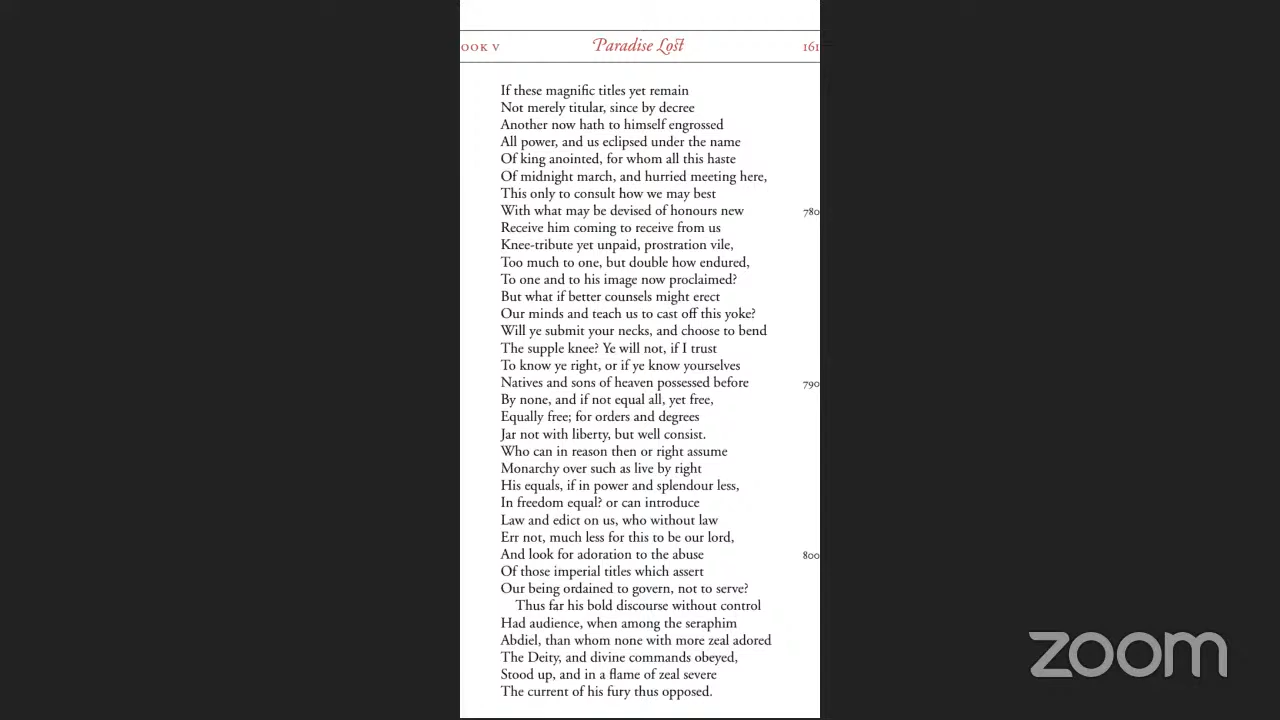 OOK V Paradise Lost 161
If these magnific titles yet remain
Not merely titular, since by decree
Another now hath to himself engrossed
All power, and us eclipsed under the name
Of king anointed, for whom all this haste
Of midnight march, and hurried meeting here,
This only to consult how we may best
With what may be devised of honours new 780
Receive him coming to receive from us
Knee-tribute yet unpaid, prostration vile,
Too much to one, but double how endured,
To one and to his image now proclaimed?
But what if better counsels might erect
Our minds and teach us to cast off this yoke?
Will ye submit your necks, and choose to bend
The supple knee? Ye will not, if I trust
To know ye right, or if ye know yourselves
Natives and sons of heaven possessed before 790
By none, and if not equal all, yet free,
Equally free; for orders and degrees
Jar not with liberty, but well consist.
Who can in reason then or right assume
Monarchy over such as live by right
His equals, if in power and splendour less,
In freedom equal? or can introduce
Law and edict on us, who without law
Err not, much less for this to be our lord,
And look for adoration to the abuse 800
Of those imperial titles which assert
Our being ordained to govern, not to serve?
Thus far his bold discourse without control
Had audience, when among the seraphim
Abdiel, than whom none with more zeal adored
The Deity, and divine commands obeyed,
Stood up, and in a flame of zeal severe
The current of his fury thus opposed.
zoom